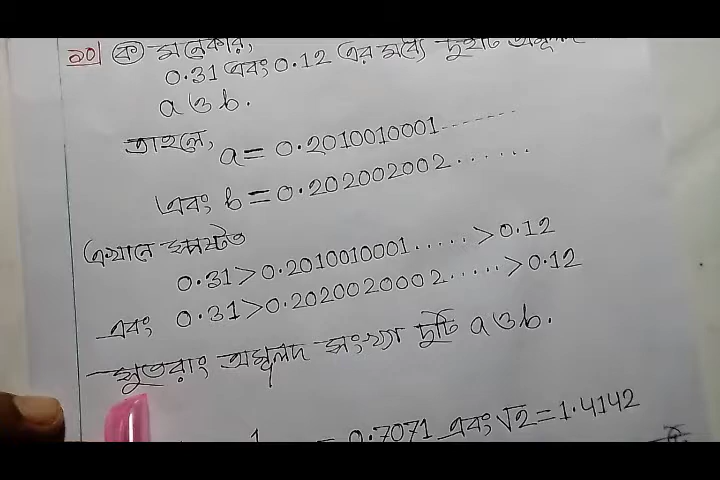 ১০| ক মনেকরি,
0.31 এবং 0.12 এর মধ্যে দুইটি অমূলদ
a ও b.
তাহলে, a = 0.2010010001........
এবং b = 0.202002002......
এখানে স্পষ্টত
0.31 > 0.2010010001..... > 0.12
এবং 0.31 > 0.2020020002..... > 0.12
সুতরাং অমূলদ সংখ্যা দুটি a ও b.
1 = 0.7071 এবং √2 = 1.4142